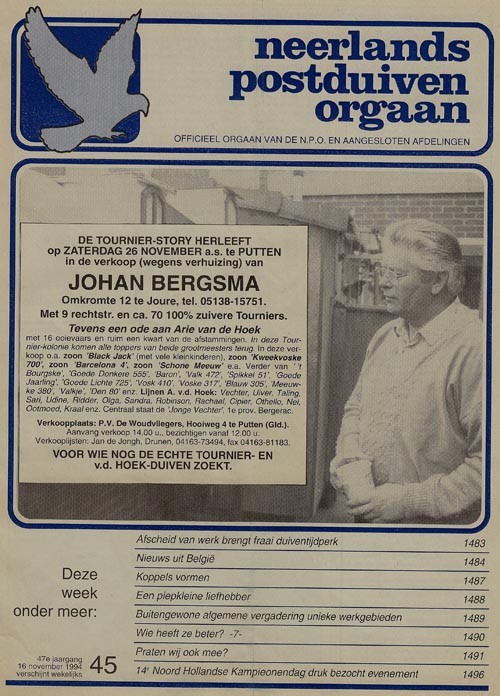 neerlands
postduiven
orgaan
OFFICIEEL ORGAAN VAN DE N.P.O. EN AANGESLOTEN AFDELINGEN
DE TOURNIER-STORY HERLEEFT
op ZATERDAG 26 NOVEMBER a.s. te PUTTEN
in de verkoop (wegens verhuizing) van
JOHAN BERGSMA
Omkromte 12 te Joure, tel. 05138-15751.
Met 9 rechtstr. en ca. 70 100% zuivere Tourniers.
Tevens een ode aan Arie van de Hoek
met 16 ooievaars en ruim een kwart van de afstammingen. In deze Tour-
nier-kolonie komen alle toppers van beide grootmeesters terug. In deze ver-
koop o.a. zoon 'Black Jack' (met vele kleinkinderen), zoon 'Kweekvoske
700', zoon 'Barcelona 4', zoon 'Schone Meeuw' e.a. Verder van ''t
Bourgske', 'Goede Donkere 555', 'Baron', 'Valk 472', 'Spikkel 51', 'Goede
Jaarling', 'Goede Lichte 725', 'Vosk 410', 'Voske 317', 'Blauw 305', 'Meeuw-
ke 380', 'Valkje', 'Den 80' enz. Lijnen A. v.d. Hoek: Vechter, Uiver, Taling,
Sari, Udine, Ridder, Olga, Sandra, Robinson, Rachael, Cipier, Othello, Nel,
Ootmoed, Kraal enz. Centraal staat de 'Jonge Vechter', 1e prov. Bergerac.
Verkoopplaats: P.V. De Woudvliegers, Hooiweg 4 te Putten (Gld.).
Aanvang verkoop 14.00 u., bezichtigen vanaf 12.00 u.
Verkooplijsten: Jan de Jongh, Drunen, 04163-73494, fax 04163-81183.
VOOR WIE NOG DE ECHTE TOURNIER- EN
v.d. HOEK-DUIVEN ZOEKT.
Deze
week
onder meer:
Afscheid van werk brengt fraai duiventijdperk 1483
Nieuws uit België 1484
Koppels vormen 1487
Een piepkleine liefhebber 1488
Buitengewone algemene vergadering unieke werkgebieden 1489
Wie heeft ze beter? -7- 1490
Praten wij ook mee? 1491
14e Noord Hollandse Kampioenendag druk bezocht evenement 1496
47e jaargang
16 november 1994
verschijnt wekelijks
45